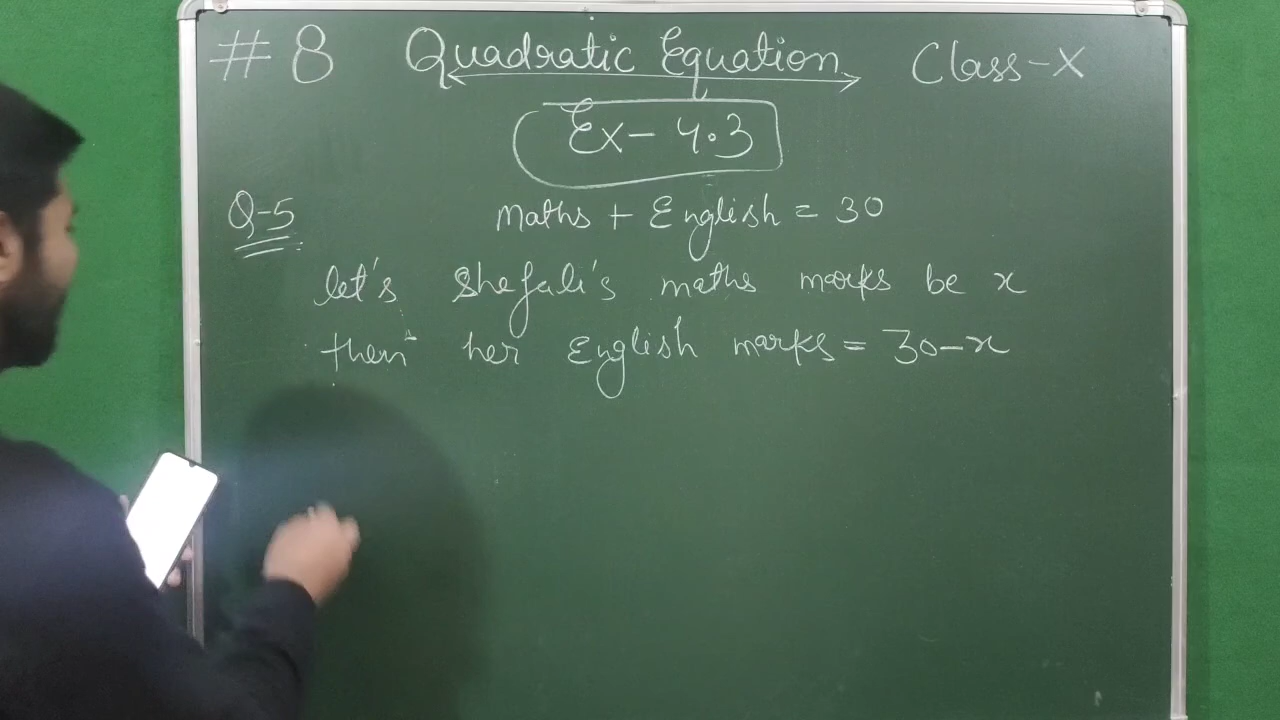 #8 Quadratic Equation Class-X
Ex-4.3
Q-5 Maths + English = 30
let's Shefali's maths marks be x
then her English marks = 30-x